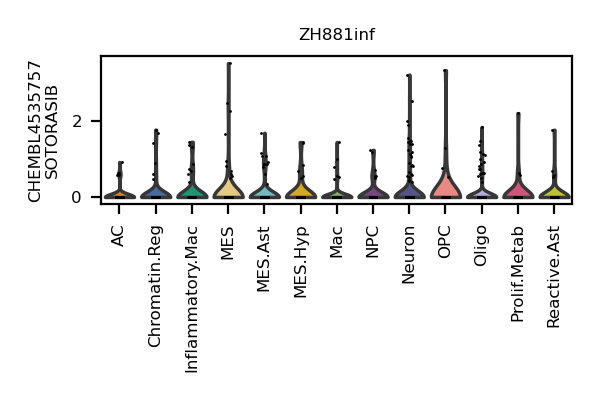 ZH881inf
CHEMBL4535757
SOTORASIB
2
0
AC
Chromatin.Reg
Inflammatory.Mac
MES
MES.Ast
MES.Hyp
Mac
NPC
Neuron
OPC
Oligo
Prolif.Metab
Reactive.Ast